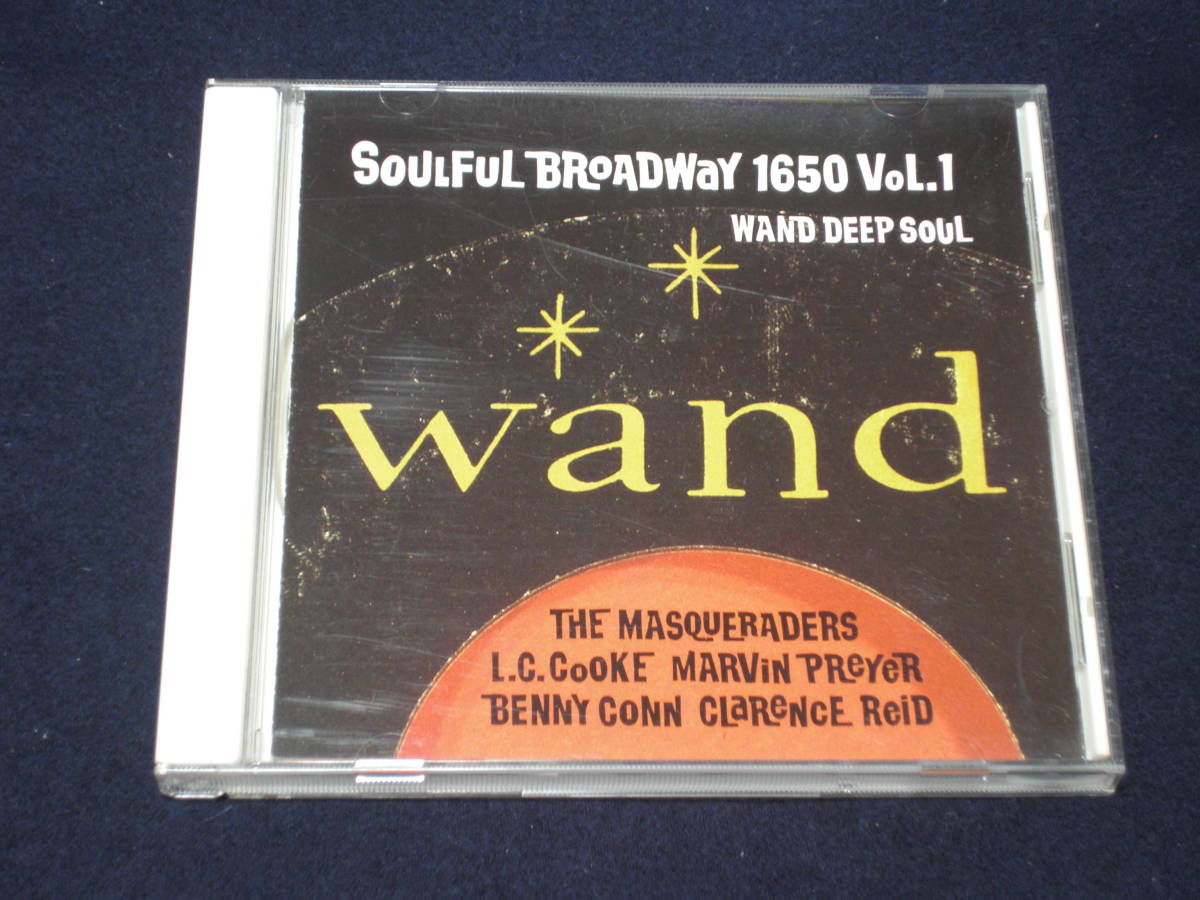 SOULFUL BROADWAY 1650 VOL.1
WAND DEEP SOUL
wand
THE MASQUERADERS
L.C.COOKE MARVIN PREYER
BENNY CONN CLARENCE REID